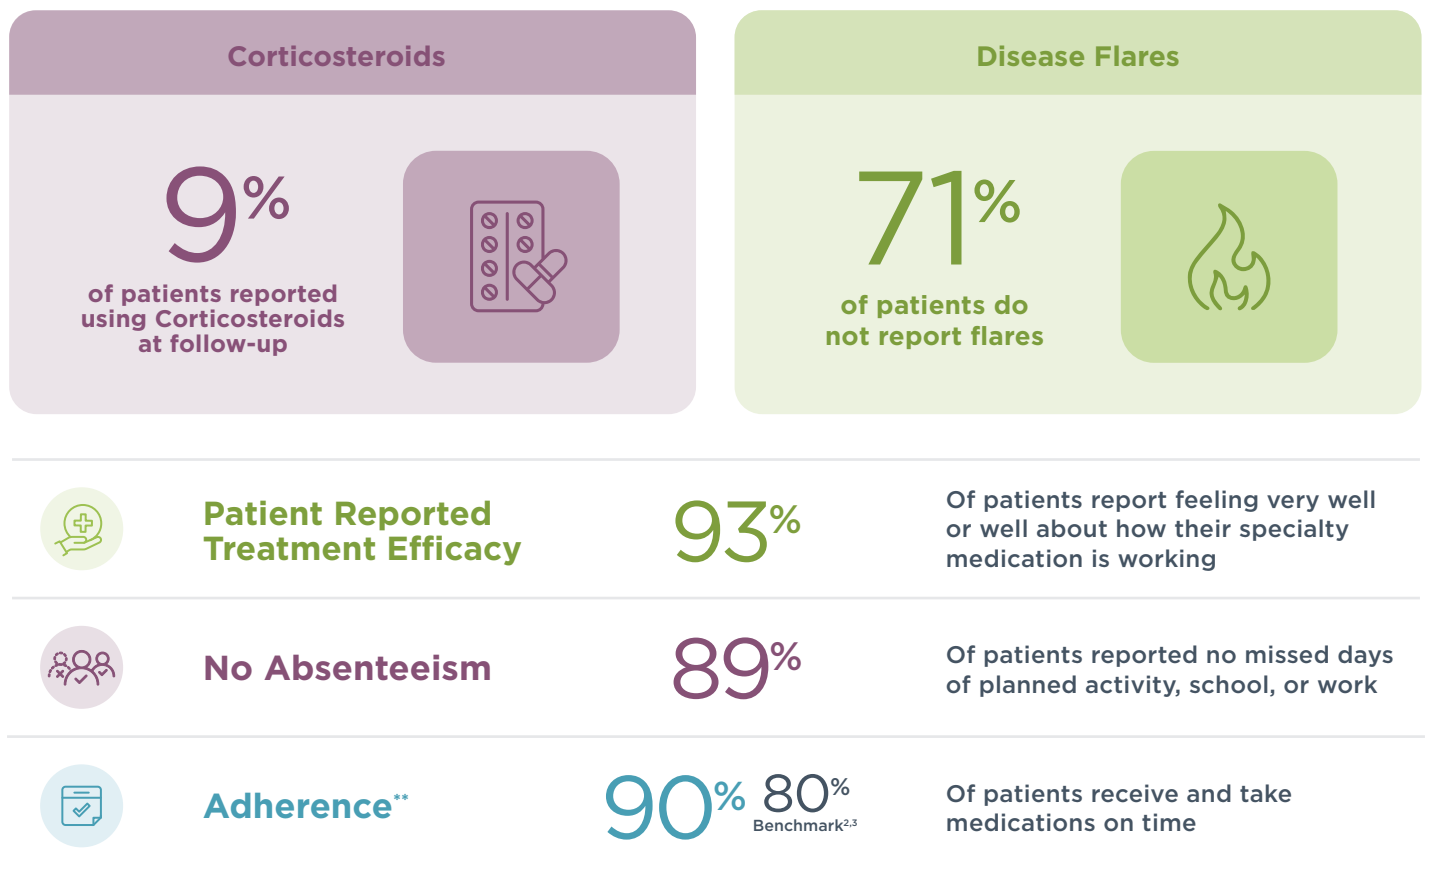 Corticosteroids
9%
of patients reported
using Corticosteroids
at follow-up
Disease Flares
71%
of patients do
not report flares
Patient Reported
Treatment Efficacy
93%
Of patients report feeling very well
or well about how their specialty
medication is working
No Absenteeism
89%
Of patients reported no missed days
of planned activity, school, or work
Adherence**
90%
80%
Benchmark2,3
Of patients receive and take
medications on time